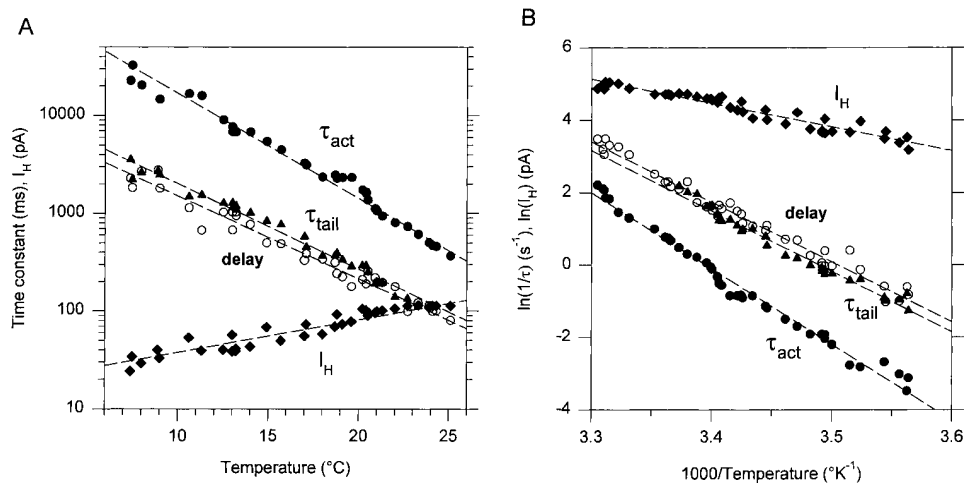 A
Time constant (ms), I_H (pA)
10000
1000
100
10
τ_act
τ_tail
delay
I_H
10 15 20 25
Temperature (°C)
B
ln(1/τ) (s⁻¹), ln(I_H) (pA)
6
4
2
0
-2
-4
I_H
delay
τ_tail
τ_act
3.3 3.4 3.5 3.6
1000/Temperature (°K⁻¹)